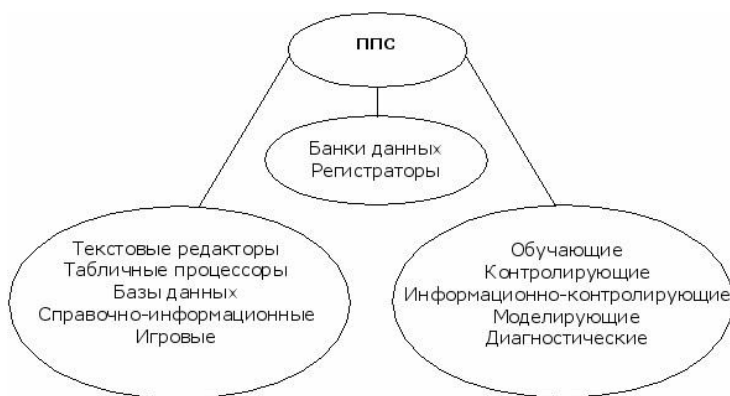 ППС
Банки данных
Регистраторы
Текстовые редакторы
Табличные процессоры
Базы данных
Справочно-информационные
Игровые
Обучающие
Контролирующие
Информационно-контролирующие
Моделирующие
Диагностические